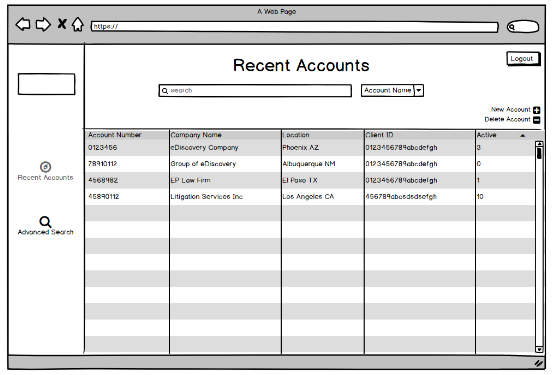 A Web Page
https://
Logout
Recent Accounts
search
Account Name
New Account
Delete Account
Account Number Company Name Location Client ID Active
0123456 eDiscovery Company Phoenix AZ 0123456789abcdefgh 3
78910112 Group of eDiscovery Albuquerque NM 0123456789abcdefgh 0
4568982 EP Law Firm El Paso TX 0123456789abcdefgh 1
45890112 Litigation Services Inc Los Angeles CA 456789abcsdsdsefgh 10
Recent Accounts
Advanced Search